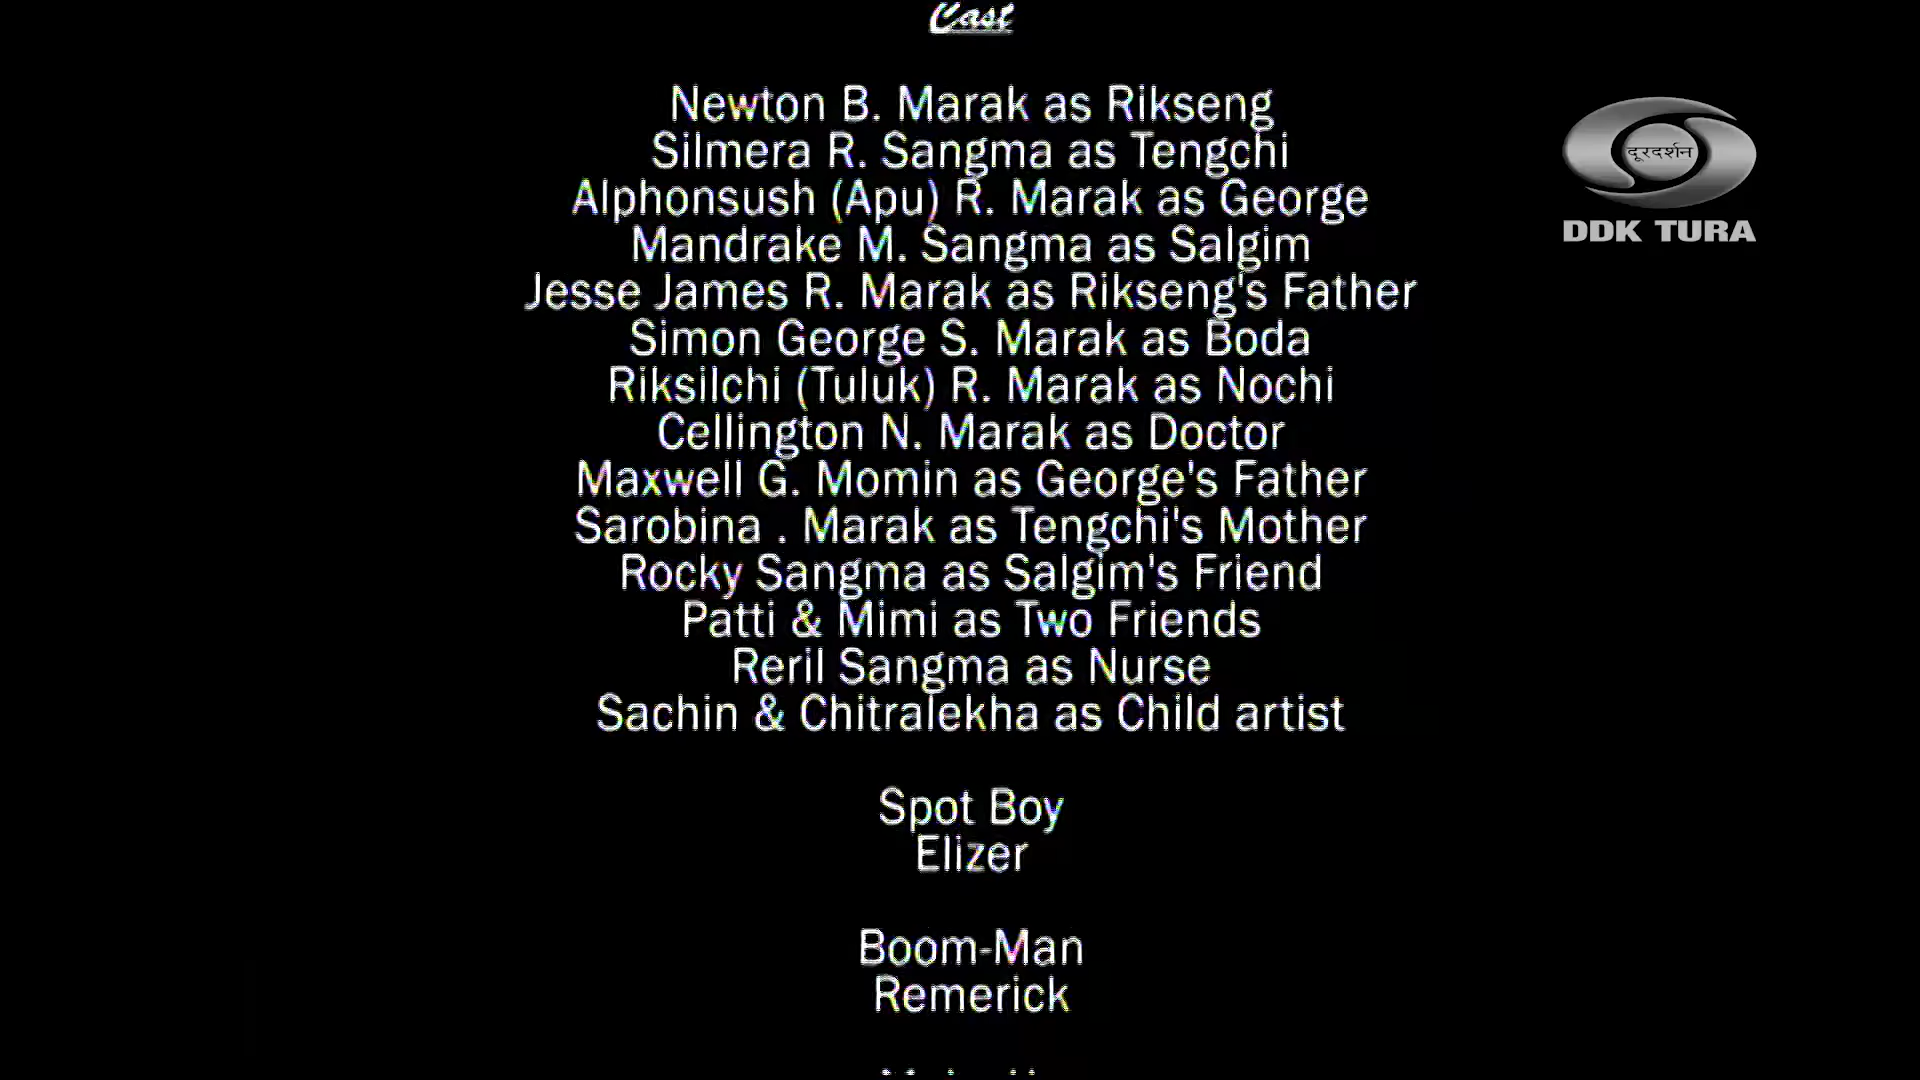 Cast
Newton B. Marak as Rikseng
Silmera R. Sangma as Tengchi
Alphonsush (Apu) R. Marak as George
Mandrake M. Sangma as Salgim
Jesse James R. Marak as Rikseng's Father
Simon George S. Marak as Boda
Riksilchi (Tuluk) R. Marak as Nochi
Cellington N. Marak as Doctor
Maxwell G. Momin as George's Father
Sarobina . Marak as Tengchi's Mother
Rocky Sangma as Salgim's Friend
Patti & Mimi as Two Friends
Reril Sangma as Nurse
Sachin & Chitralekha as Child artist
Spot Boy
Elizer
Boom-Man
Remerick
दूरदर्शन
DDK TURA